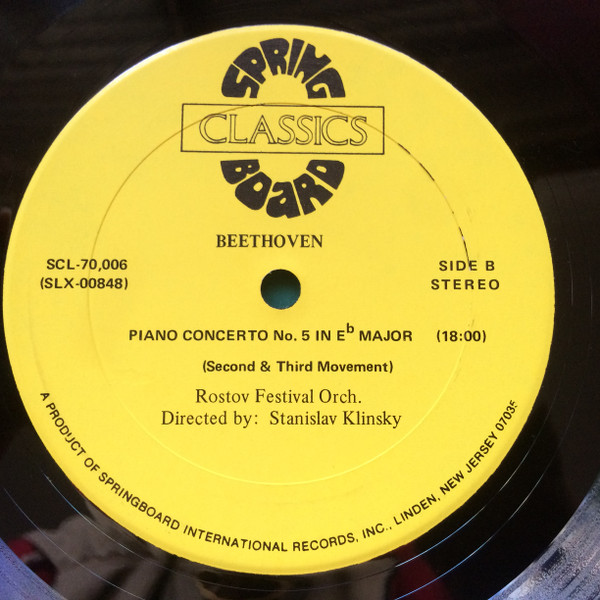 SPRING
CLASSICS
BOARD
BEETHOVEN
SCL-70,006
(SLX-00848)
SIDE B
STEREO
PIANO CONCERTO No. 5 IN E♭ MAJOR (18:00)
(Second & Third Movement)
Rostov Festival Orch.
Directed by: Stanislav Klinsky
A PRODUCT OF SPRINGBOARD INTERNATIONAL RECORDS, INC., LINDEN, NEW JERSEY 07035